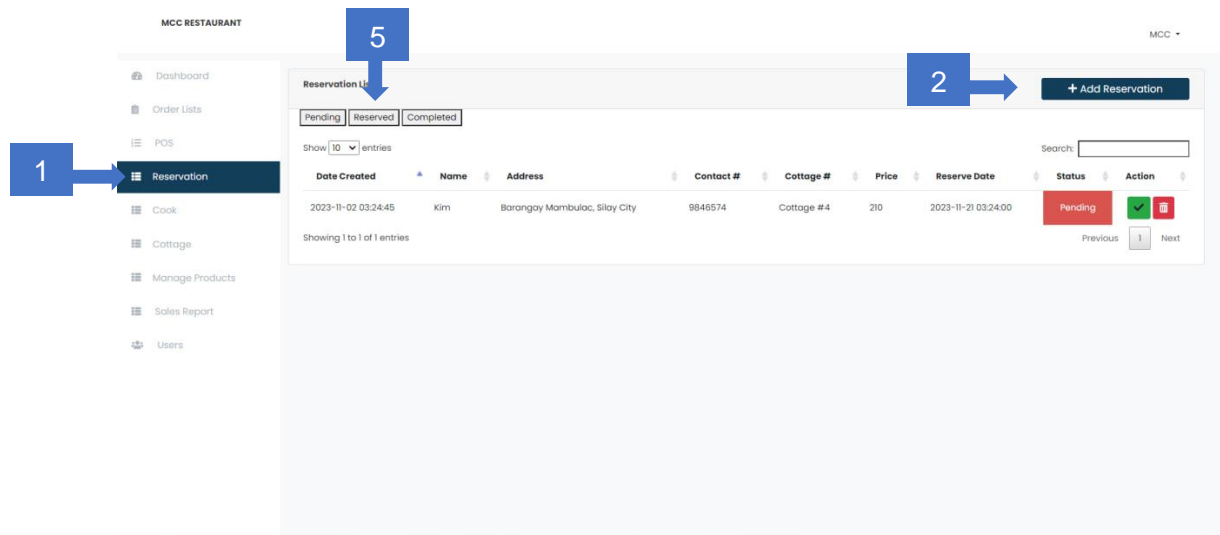 MCC RESTAURANT
5
MCC
Dashboard
Reservation Lis
2
+ Add Reservation
Order Lists
Pending Reserved Completed
POS
Show 10 entries
Search:
1
Reservation
Date Created Name Address Contact # Cottage # Price Reserve Date Status Action
Cook
2023-11-02 03:24:45 Kim Barangay Mambulac, Silay City 9846574 Cottage #4 210 2023-11-21 03:24:00 Pending
Cottage
Showing 1 to 1 of 1 entries
Previous 1 Next
Manage Products
Sales Report
Users